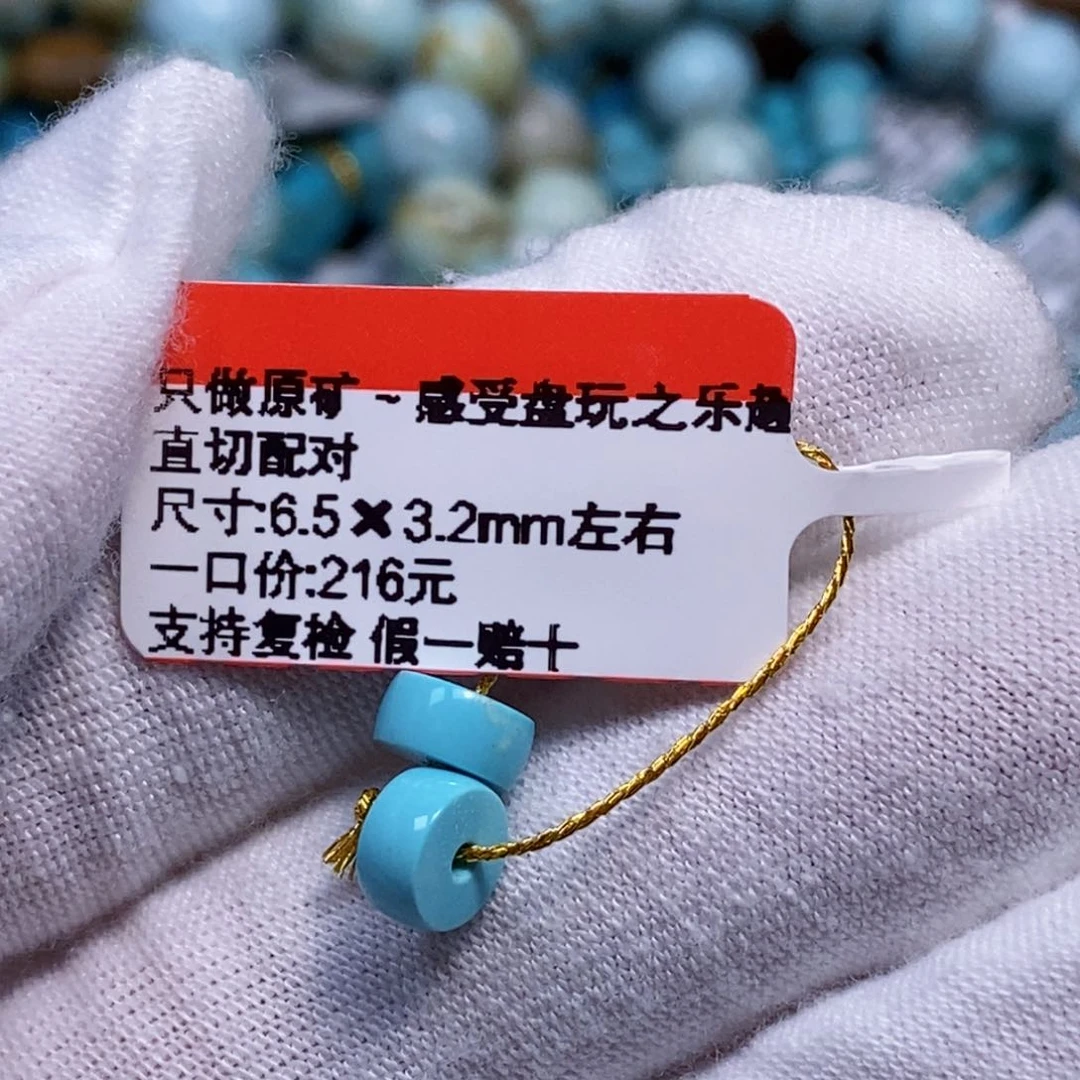 只做原矿 ~ 感受盘玩之乐趣
直切配对
尺寸:6.5✖3.2mm左右
一口价:216元
支持复检 假一赔十